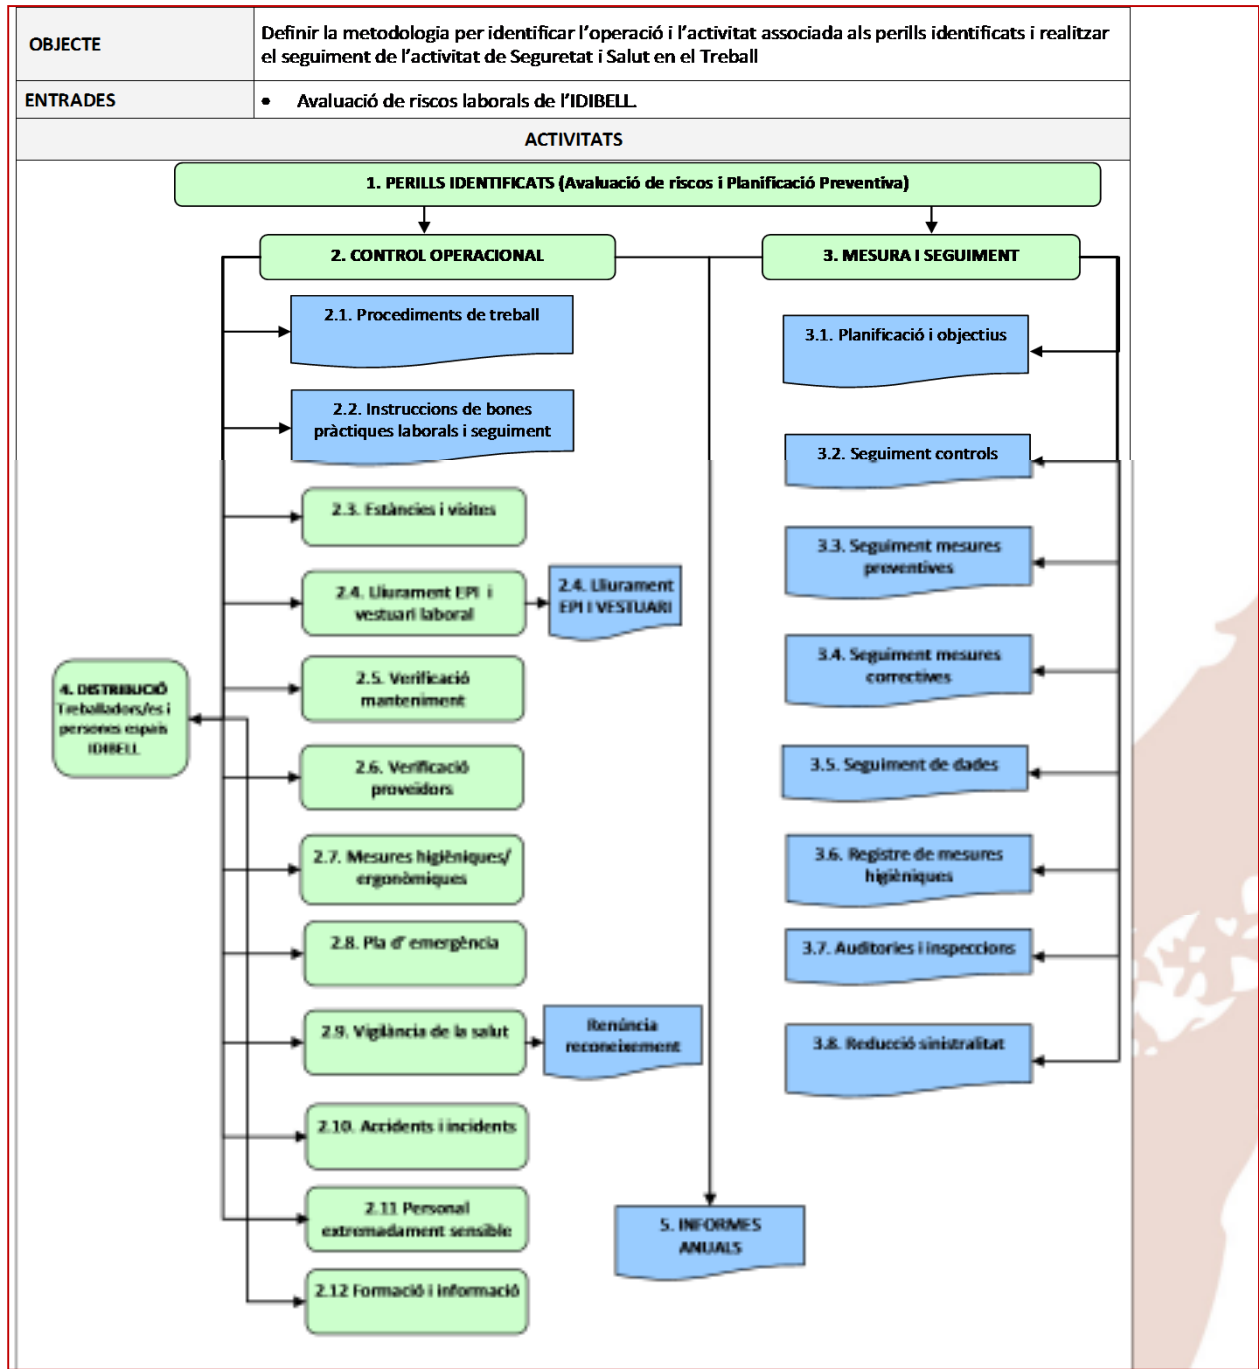 OBJECTE
Definir la metodologia per identificar l’operació i l’activitat associada als perills identificats i realitzar
el seguiment de l’activitat de Seguretat i Salut en el Treball
ENTRADES
• Avaluació de riscos laborals de l’IDIBELL.
ACTIVITATS
1. PERILLS IDENTIFICATS (Avaluació de riscos i Planificació Preventiva)
2. CONTROL OPERACIONAL
3. MESURA I SEGUIMENT
2.1. Procediments de treball
2.2. Instruccions de bones
pràctiques laborals i seguiment
2.3. Estàncies i visites
2.4. Lliurament EPI i
vestuari laboral
2.4. Lliurament
EPI I VESTUARI
2.5. Verificació
manteniment
2.6. Verificació
proveïdors
2.7. Mesures higièniques/
ergonòmiques
2.8. Pla d' emergència
2.9. Vigilància de la salut
Renúncia
reconeixement
2.10. Accidents i incidents
2.11 Personal
extremadament sensible
2.12 Formació i informació
3.1. Planificació i objectius
3.2. Seguiment controls
3.3. Seguiment mesures
preventives
3.4. Seguiment mesures
correctives
3.5. Seguiment de dades
3.6. Registre de mesures
higièniques
3.7. Auditories i inspeccions
3.8. Reducció sinistralitat
4. DISTRIBUCIÓ
Treballadors/es i
persones espais
IDIBELL
5. INFORMES
ANUALS